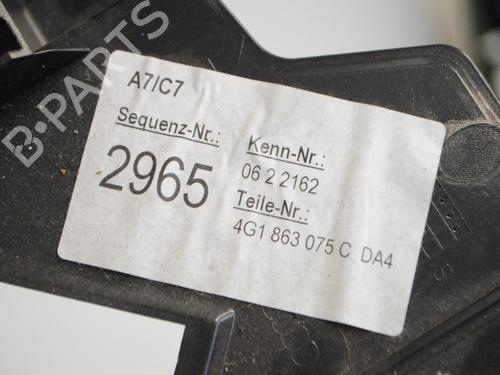 A7/C7
Sequenz-Nr.:
2965
Kenn-Nr.:
06 2 2162
Teile-Nr.:
4G1 863 075 C DA4
B-PARTS